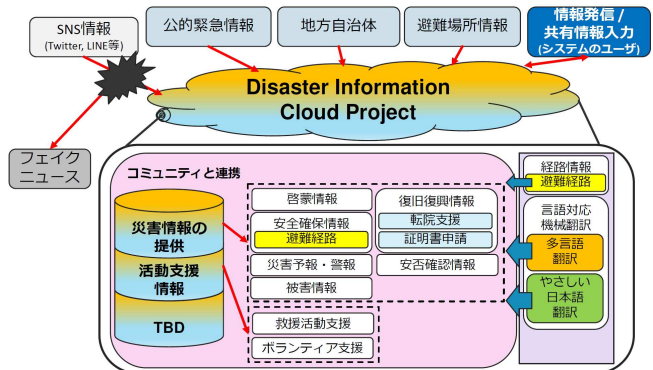 SNS情報
(Twitter, LINE等)
公的緊急情報
地方自治体
避難場所情報
情報発信 /
共有情報入力
(システムのユーザ)
Disaster Information
Cloud Project
フェイク
ニュース
コミュニティと連携
災害情報の
提供
活動支援
情報
TBD
啓蒙情報
安全確保情報
避難経路
災害予報・警報
被害情報
復旧復興情報
転院支援
証明書申請
安否確認情報
救援活動支援
ボランティア支援
経路情報
避難経路
言語対応
機械翻訳
多言語
翻訳
やさしい
日本語
翻訳